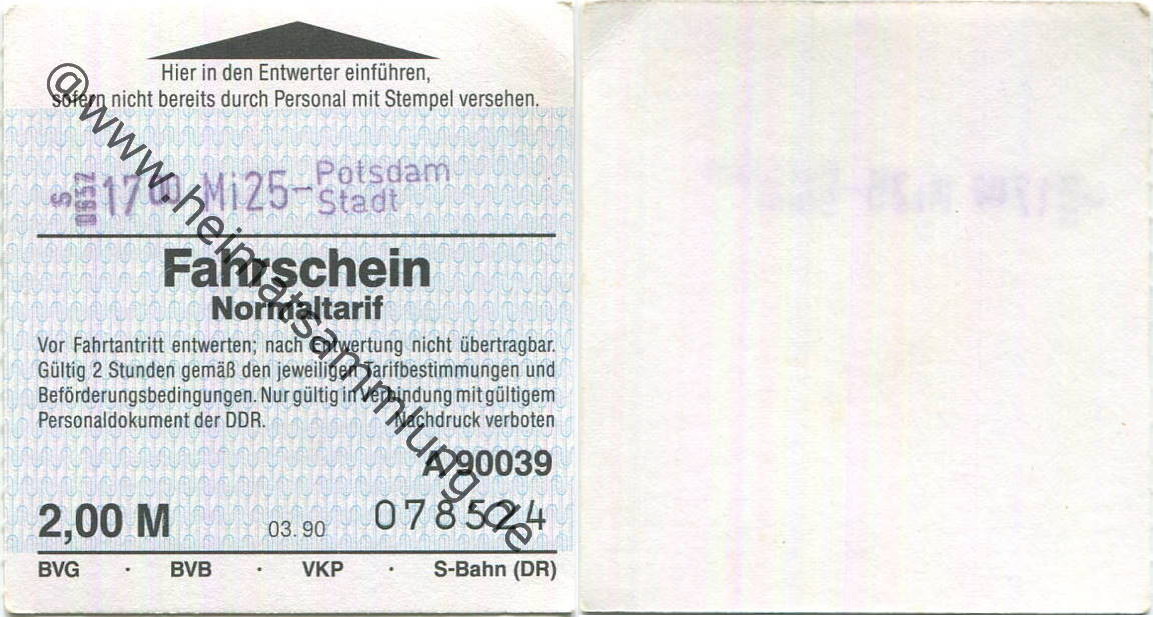 Hier in den Entwerter einführen,
sofern nicht bereits durch Personal mit Stempel versehen.
S 0652 1700 Mi25-Potsdam Stadt
Fahrschein
Normaltarif
Vor Fahrtantritt entwerten; nach Entwertung nicht übertragbar.
Gültig 2 Stunden gemäß den jeweiligen Tarifbestimmungen und
Beförderungsbedingungen. Nur gültig in Verbindung mit gültigem
Personaldokument der DDR. Nachdruck verboten
A 90039
2,00 M 03.90 078524
BVG · BVB · VKP · S-Bahn (DR)
@www.heimatsammlung.de